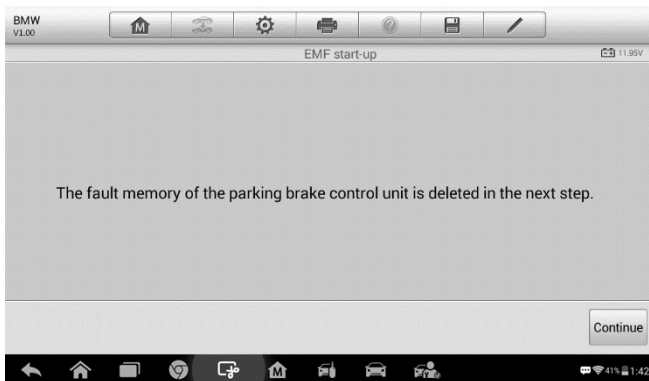 BMW
V1.00
EMF start-up
11.95V
The fault memory of the parking brake control unit is deleted in the next step.
Continue
41% 1:42